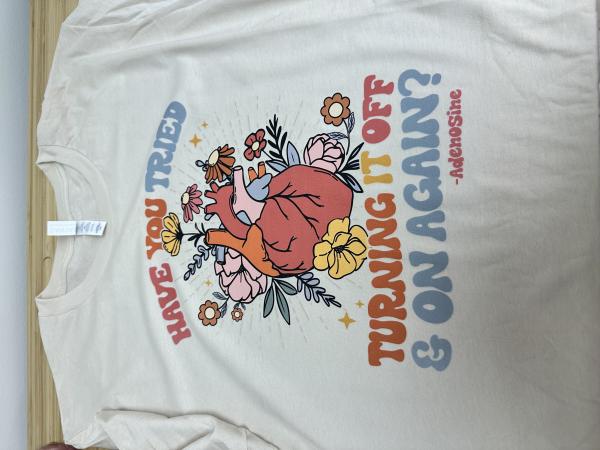 HAVE YOU TRIED
TURNING IT OFF
& ON AGAIN?
-Adenosine